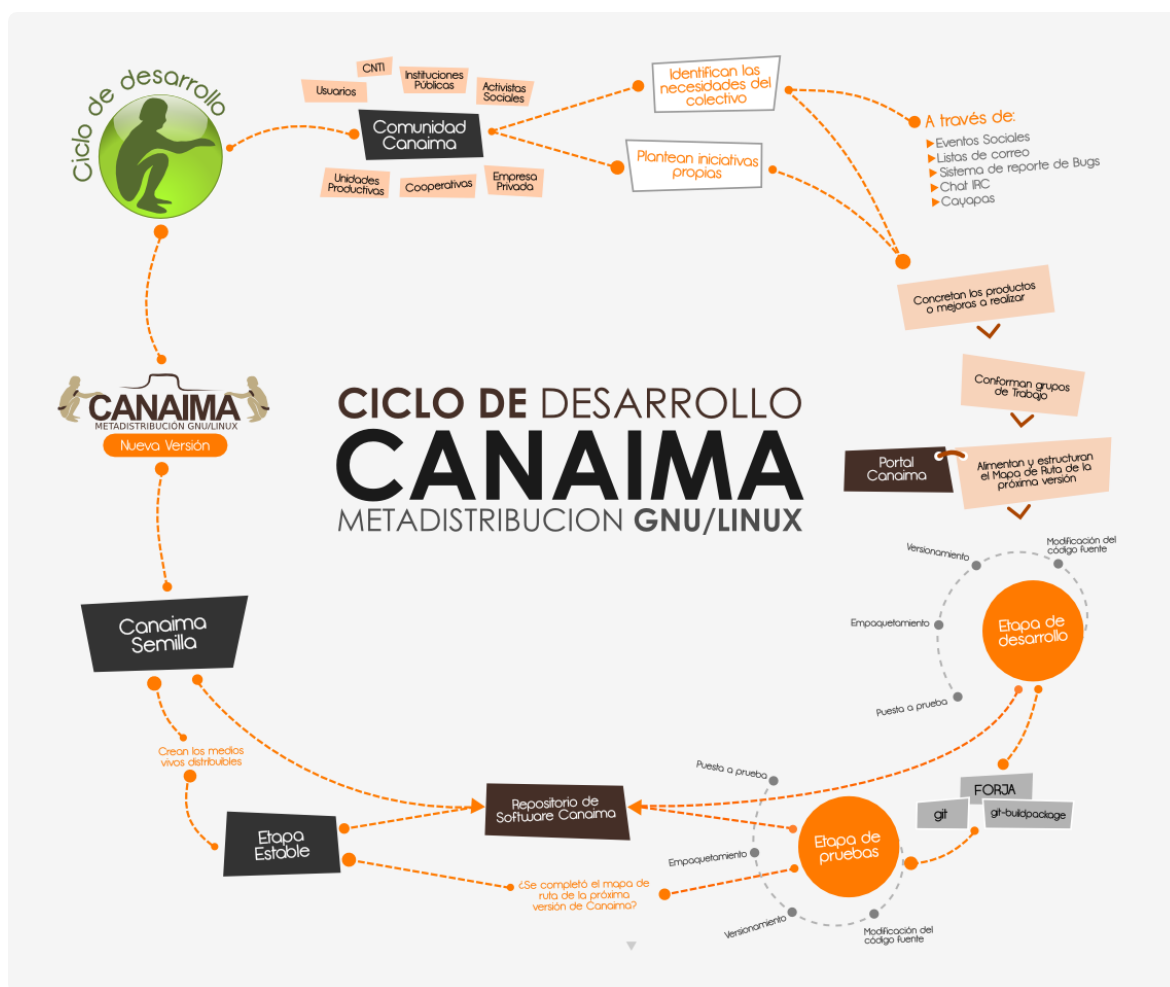 Ciclo de desarrollo
CNTI
Usuarios
Instituciones
Públicas
Activistas
Sociales
Comunidad
Canaima
Unidades
Productivas
Cooperativas
Empresa
Privada
Identifican las
necesidades del
colectivo
Plantean iniciativas
propias
A través de:
Eventos Sociales
Listas de correo
Sistema de reporte de Bugs
Chat IRC
Cayapas
Concretan los productos
o mejoras a realizar
Conforman grupos
de Trabajo
Portal
Canaima
Alimentan y estructuran
el Mapa de Ruta de la
próxima versión
CANAIMA
METADISTRIBUCIÓN GNU/LINUX
Nueva Versión
CICLO DE DESARROLLO
CANAIMA
METADISTRIBUCION GNU/LINUX
Modificación del
código fuente
Versionamiento
Empaquetamiento
Puesta a prueba
Etapa de
desarrollo
Canaima
Semilla
Crean los medios
vivos distribuibles
Etapa
Estable
Repositorio de
Software Canaima
FORJA
git
git-buildpackage
Puesta a prueba
Empaquetamiento
Versionamiento
Modificación del
código fuente
Etapa de
pruebas
¿Se completó el mapa de
ruta de la próxima
versión de Canaima?